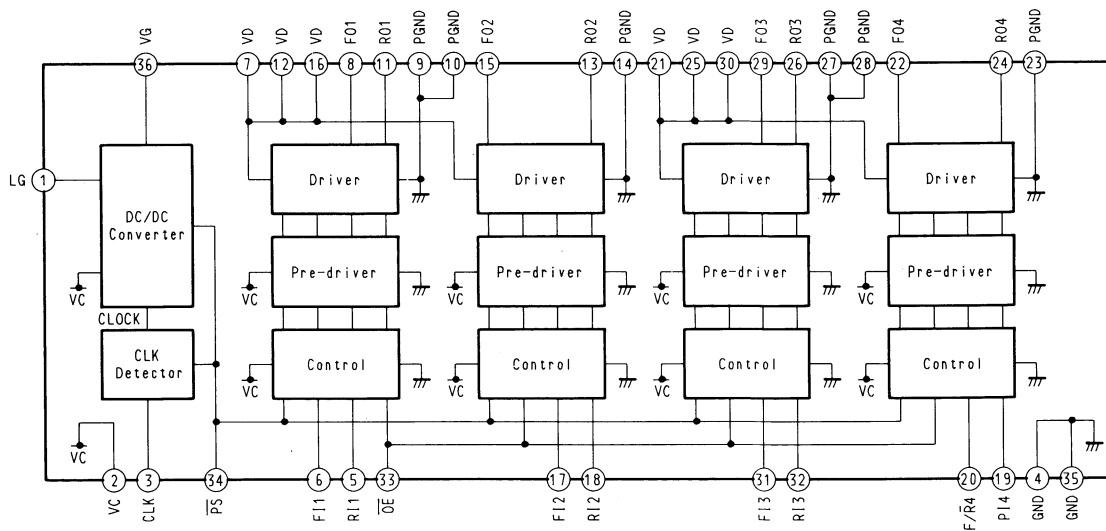 VG
VD
VD
VD
FO1
RO1
PGND
PGND
FO2
RO2
PGND
VD
VD
VD
FO3
RO3
PGND
PGND
FO4
RO4
PGND
36
7
12
16
8
11
9
10
15
13
14
21
25
30
29
26
27
28
22
24
23
LG
1
DC/DC
Converter
VC
CLOCK
CLK
Detector
VC
Driver
Driver
Driver
Driver
Pre-driver
Pre-driver
Pre-driver
Pre-driver
VC
VC
VC
VC
Control
Control
Control
Control
VC
VC
VC
VC
2
3
34
6
5
33
17
18
31
32
20
19
4
35
VC
CLK
P̅S̅
FI1
RI1
O̅E̅
FI2
RI2
FI3
RI3
F/R̅4
PI4
GND
GND